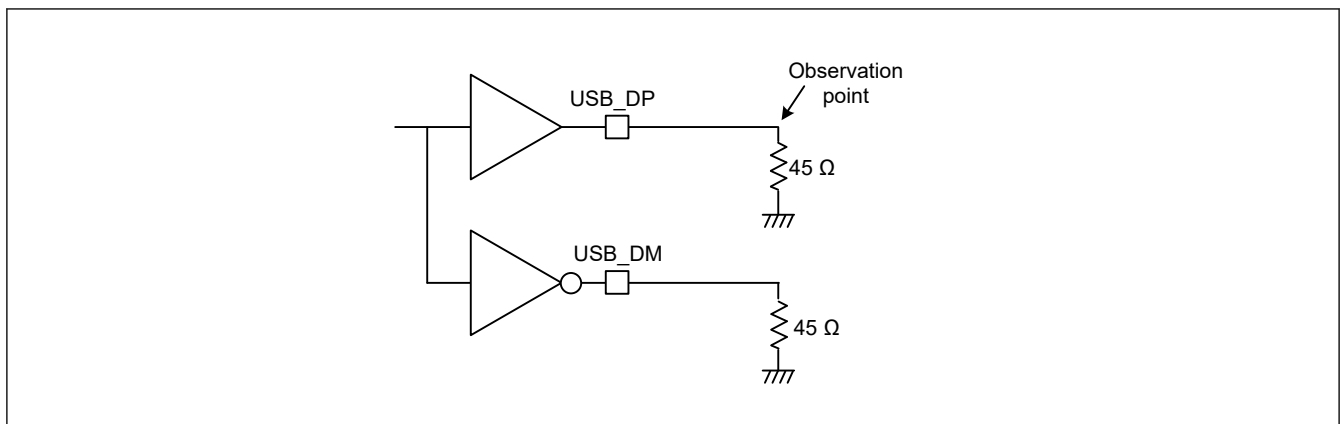 Observation
point
USB_DP
45 Ω
USB_DM
45 Ω